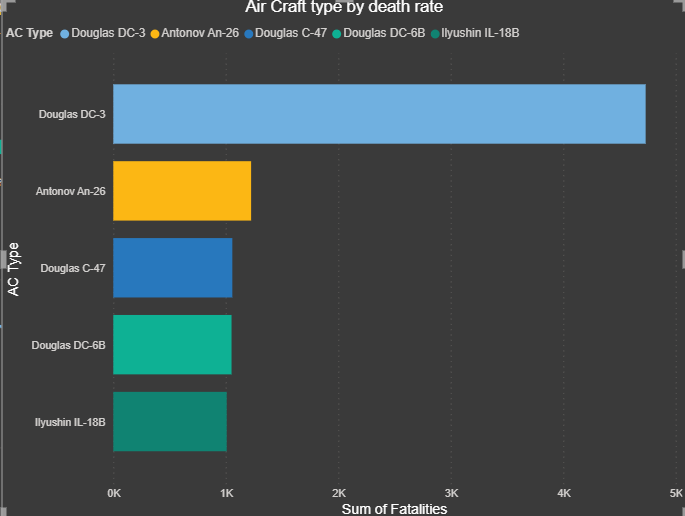 Air Craft type by death rate
AC Type Douglas DC-3 Antonov An-26 Douglas C-47 Douglas DC-6B Ilyushin IL-18B
Douglas DC-3
Antonov An-26
Douglas C-47
Douglas DC-6B
Ilyushin IL-18B
AC Type
0K 1K 2K 3K 4K 5K
Sum of Fatalities